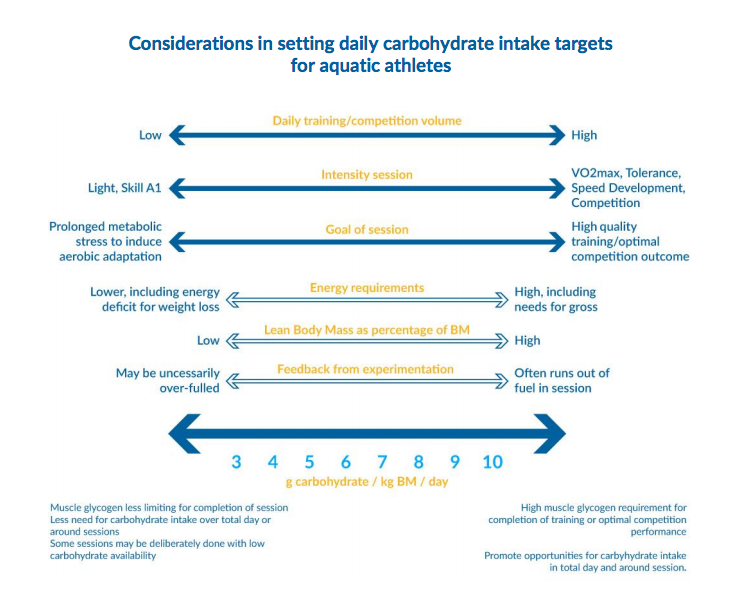 Considerations in setting daily carbohydrate intake targets
for aquatic athletes
Daily training/competition volume
Low
High
Intensity session
Light, Skill A1
VO2max, Tolerance,
Speed Development,
Competition
Goal of session
Prolonged metabolic
stress to induce
aerobic adaptation
High quality
training/optimal
competition outcome
Energy requirements
Lower, including energy
deficit for weight loss
High, including
needs for gross
Lean Body Mass as percentage of BM
Low
High
Feedback from experimentation
May be uncessarily
over-fulled
Often runs out of
fuel in session
3 4 5 6 7 8 9 10
g carbohydrate / kg BM / day
Muscle glycogen less limiting for completion of session
Less need for carbohydrate intake over total day or
around sessions
Some sessions may be deliberately done with low
carbohydrate availability
High muscle glycogen requirement for
completion of training or optimal competition
performance
Promote opportunities for carbyhydrate intake
in total day and around session.